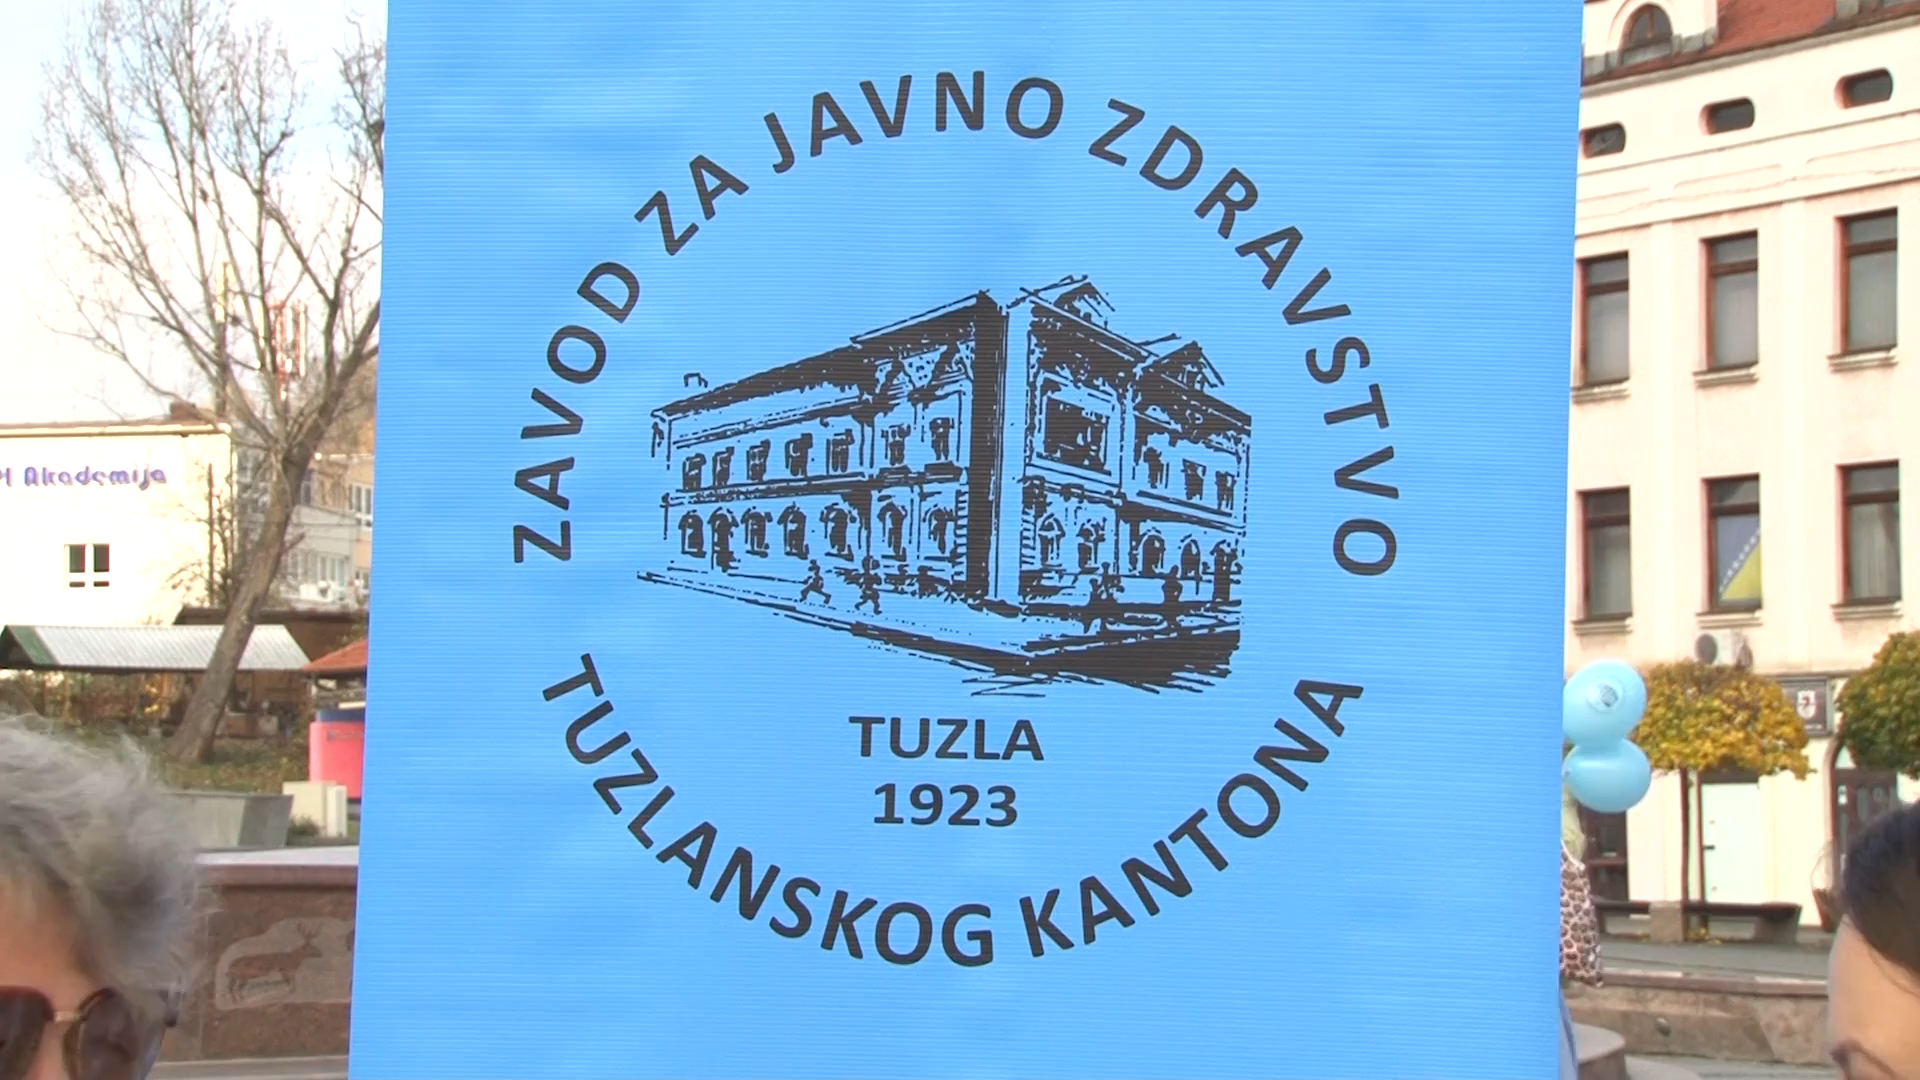 ZAVOD ZA JAVNO ZDRAVSTVO
TUZLA
1923
TUZLANSKOG KANTONA
Akademija